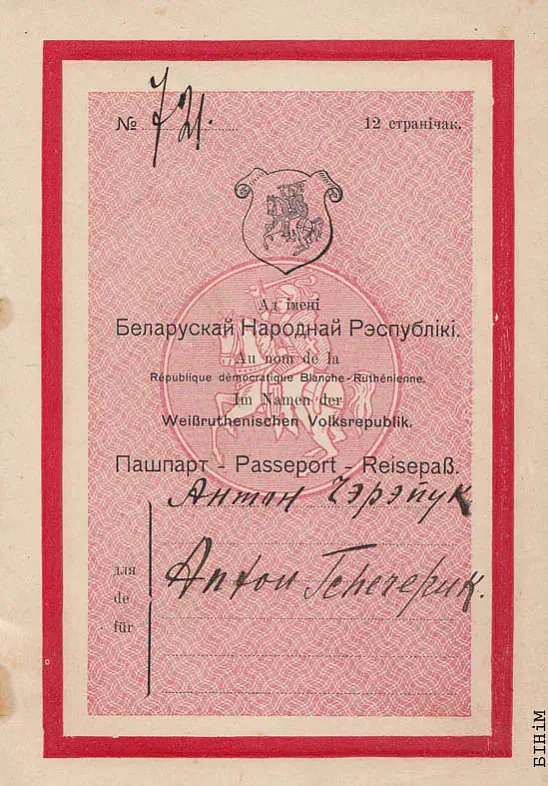 № 721.
12 старінчак.
Ад імені
Беларускай Народнай Рэспублікі.
Au nom de la
République démocratique Blanche-Ruthénienne.
Im Namen der
Weißruthenischen Volksrepublik.
Пашпарт - Passeport - Reisepaß.
Антон Чэрэпук
для
de
für
Anton Tcherepuk.
БІНіМ